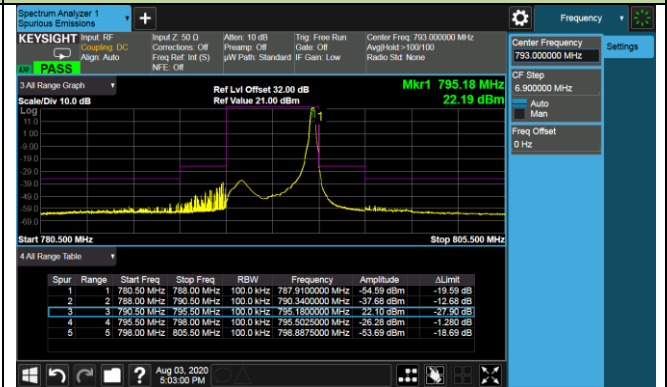 Spectrum Analyzer 1
Spurious Emissions
Frequency
KEYSIGHT Input: RF Input Z: 50 Ω Atten: 10 dB Trig: Free Run Center Freq: 793.000000 MHz
Coupling: DC Corrections: Off Preamp: Off Gate: Off Avg|Hold:>100/100
Align: Auto Freq Ref: Int (S) µW Path: Standard IF Gain: Low Radio Std: None
NFE: Off
PASS
Center Frequency
793.000000 MHz
Settings
CF Step
6.900000 MHz
Auto
Man
Freq Offset
0 Hz
3 All Range Graph
Ref Lvl Offset 32.00 dB Mkr1 795.18 MHz
Scale/Div 10.0 dB Ref Value 21.00 dBm 22.19 dBm
Log
11.0
1.00
-9.00
-19.0
-29.0
-39.0
-49.0
-59.0
-69.0
1
Start 780.500 MHz Stop 805.500 MHz
4 All Range Table
Spur Range Start Freq Stop Freq RBW Frequency Amplitude ΔLimit
1 1 780.50 MHz 788.00 MHz 100.0 kHz 787.9100000 MHz -54.59 dBm -19.59 dB
2 2 788.00 MHz 790.50 MHz 100.0 kHz 790.3400000 MHz -37.68 dBm -12.68 dB
3 3 790.50 MHz 795.50 MHz 100.0 kHz 795.1800000 MHz 22.10 dBm -27.90 dB
4 4 795.50 MHz 798.00 MHz 100.0 kHz 795.5025000 MHz -26.28 dBm -1.280 dB
5 5 798.00 MHz 805.50 MHz 100.0 kHz 798.8875000 MHz -53.69 dBm -18.69 dB
Aug 03, 2020
5:03:00 PM